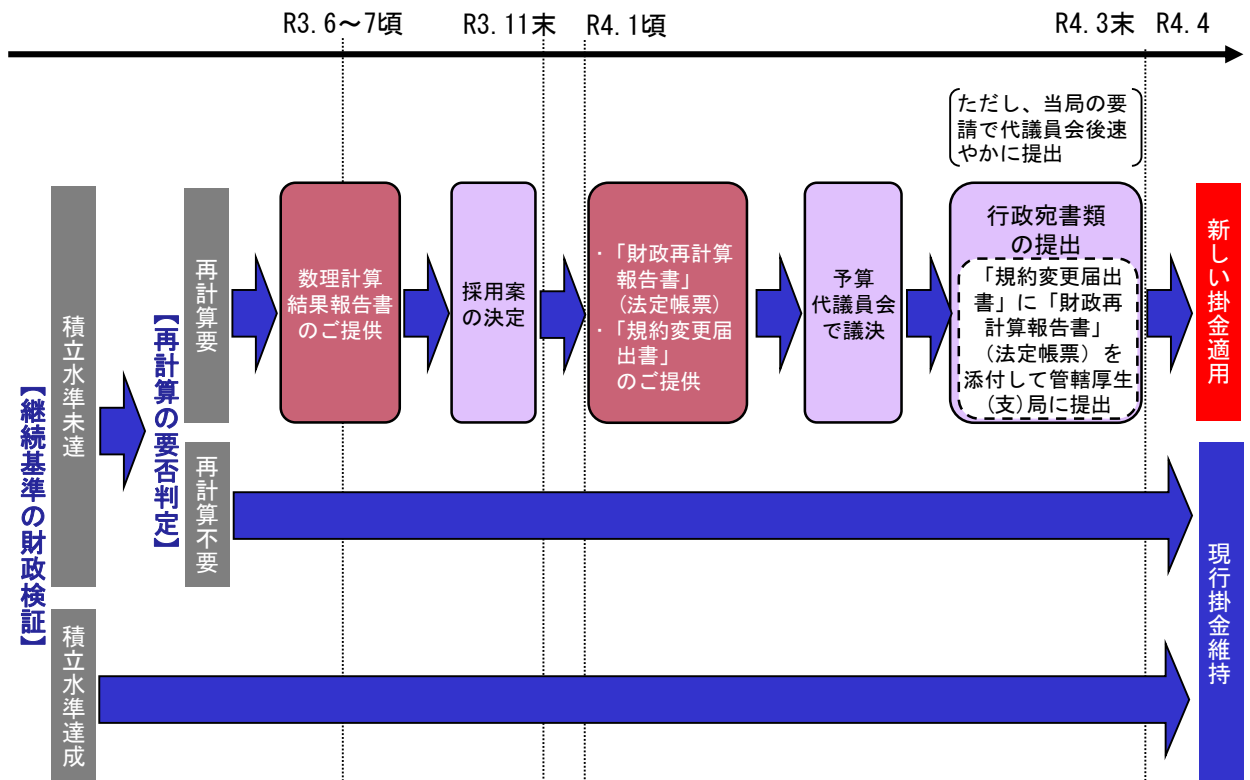 R3.6～7頃
R3.11末
R4.1頃
R4.3末
R4.4
ただし、当局の要
請で代議員会後速
やかに提出
【継続基準の財政検証】
積立水準未達
【再計算の要否判定】
再計算要
数理計算
結果報告書
のご提供
採用案
の決定
・「財政再計算
報告書」
（法定帳票）
・「規約変更届
出書」
のご提供
予算
代議員会
で議決
行政宛書類
の提出
「規約変更届出
書」に「財政再
計算報告書」
（法定帳票）を
添付して管轄厚生
(支)局に提出
新しい掛金適用
再計算不要
現行掛金維持
積立水準達成